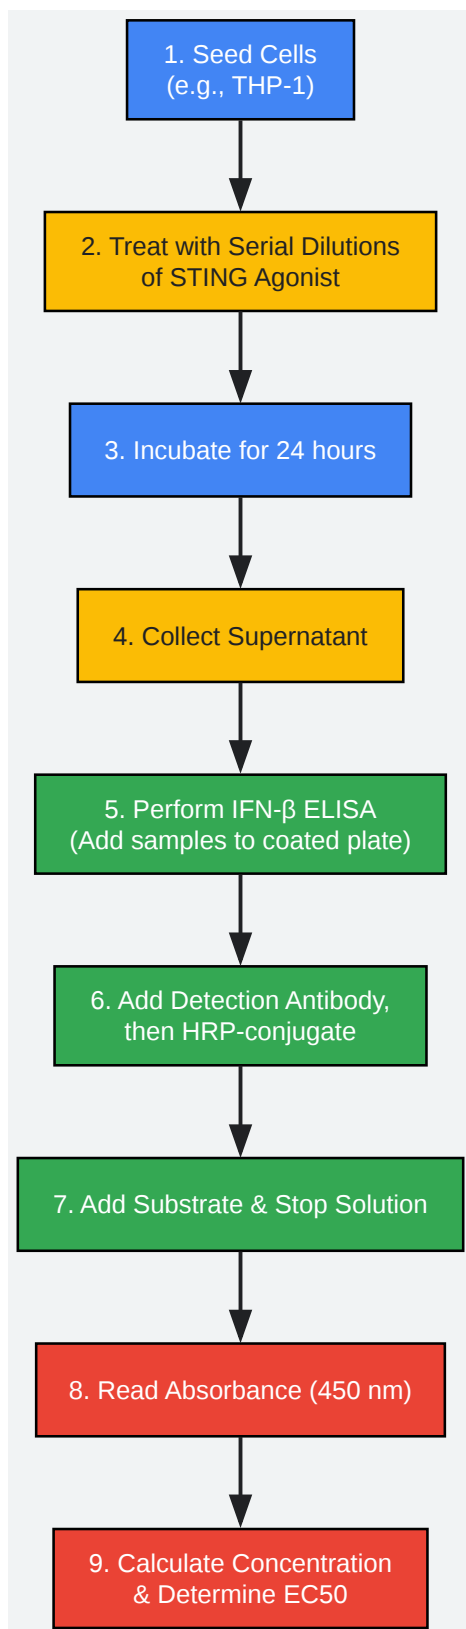 1. Seed Cells
(e.g., THP-1)
2. Treat with Serial Dilutions
of STING Agonist
3. Incubate for 24 hours
4. Collect Supernatant
5. Perform IFN-β ELISA
(Add samples to coated plate)
6. Add Detection Antibody,
then HRP-conjugate
7. Add Substrate & Stop Solution
8. Read Absorbance (450 nm)
9. Calculate Concentration
& Determine EC50